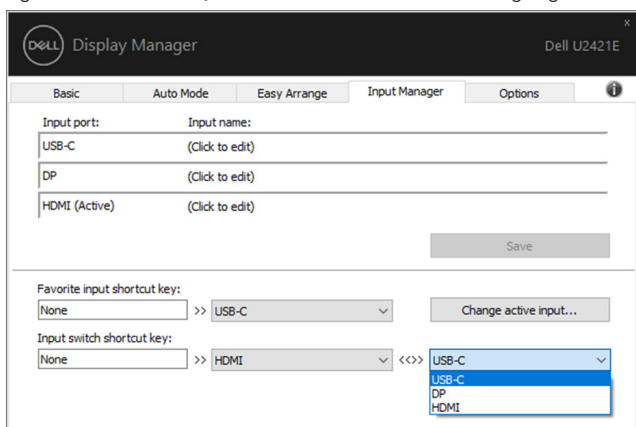 x
DELL Display Manager Dell U2421E
Basic Auto Mode Easy Arrange Input Manager Options i
Input port: Input name:
USB-C (Click to edit)
DP (Click to edit)
HDMI (Active) (Click to edit)
Save
Favorite input shortcut key:
None >> USB-C Change active input...
Input switch shortcut key:
None >> HDMI <<>> USB-C
USB-C
DP
HDMI